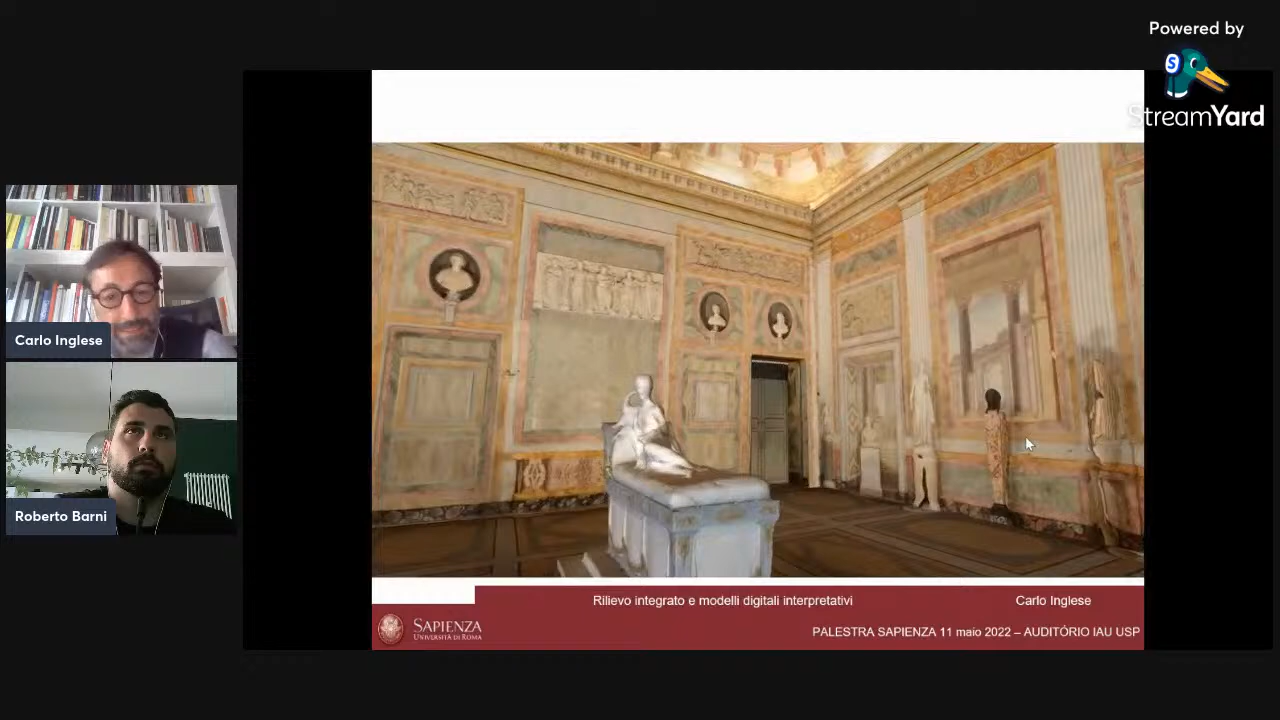 Powered by
StreamYard
Carlo Inglese
Roberto Barni
Rilievo integrato e modelli digitali interpretativi
Carlo Inglese
SAPIENZA
UNIVERSITÀ DI ROMA
PALESTRA SAPIENZA 11 maio 2022 – AUDITÓRIO IAU USP